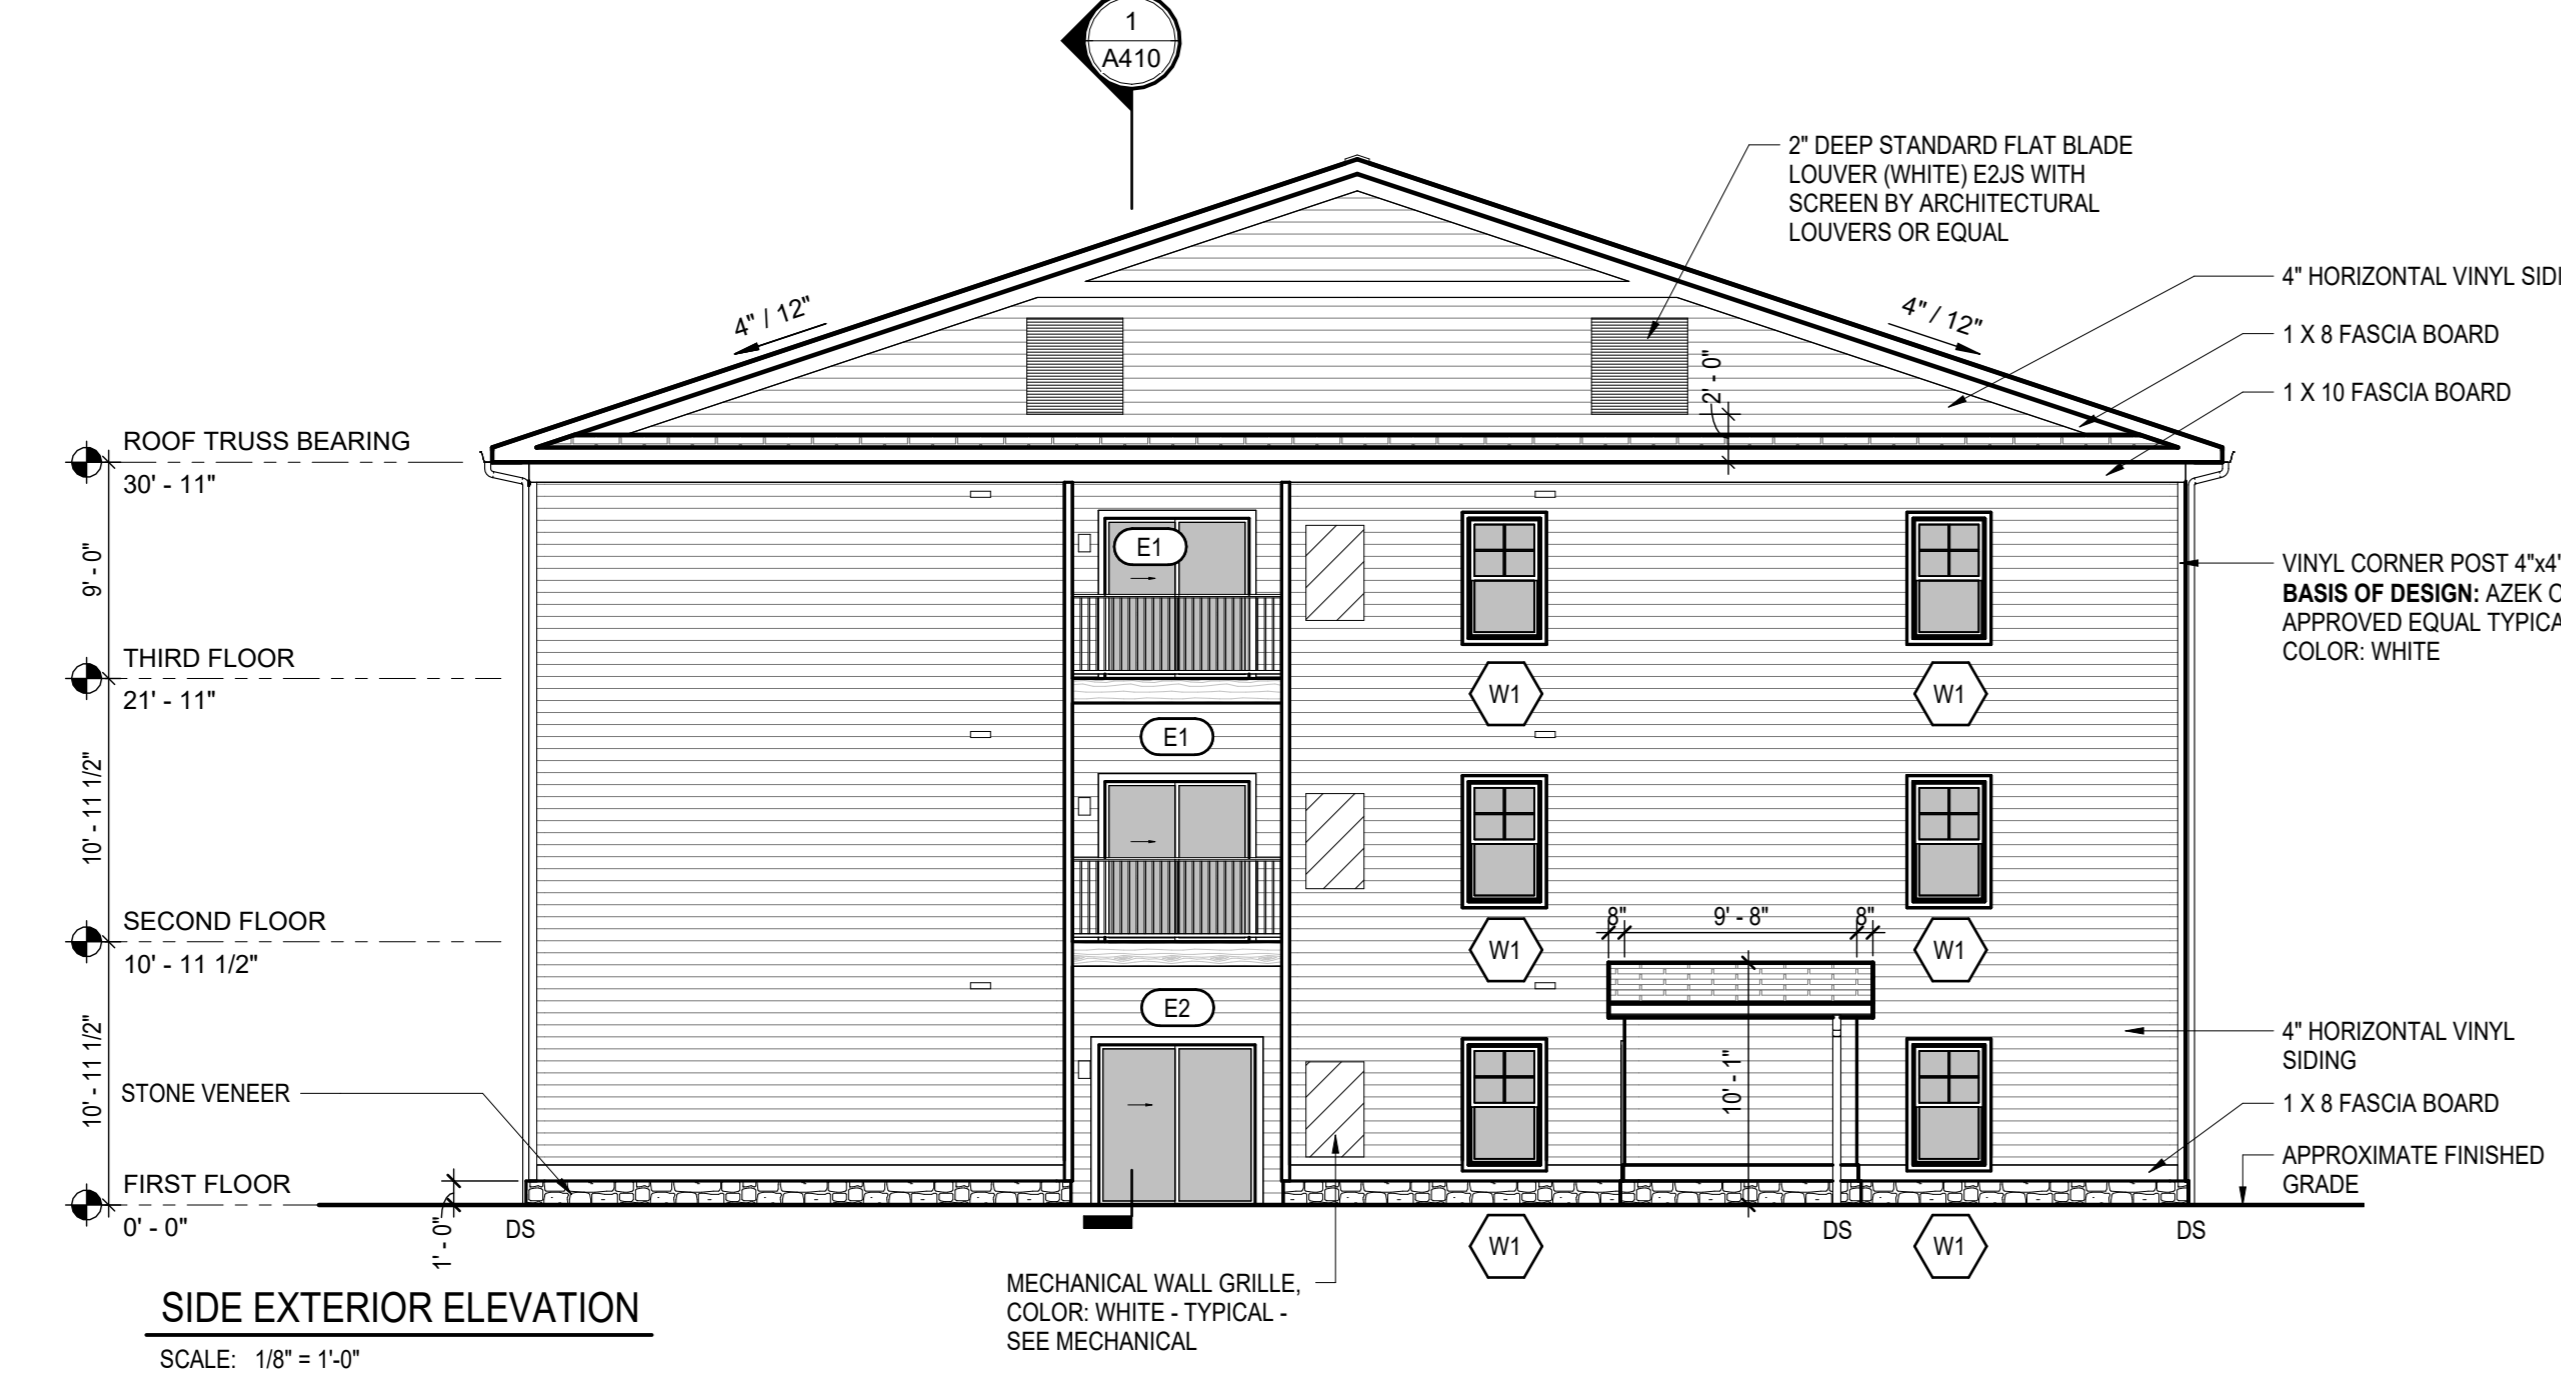 1
A410
2" DEEP STANDARD FLAT BLADE
LOUVER (WHITE) E2JS WITH
SCREEN BY ARCHITECTURAL
LOUVERS OR EQUAL
4" / 12"
4" / 12"
2' - 0"
4" HORIZONTAL VINYL SIDI
1 X 8 FASCIA BOARD
1 X 10 FASCIA BOARD
ROOF TRUSS BEARING
30' - 11"
9' - 0"
E1
VINYL CORNER POST 4"x4"
BASIS OF DESIGN: AZEK O
APPROVED EQUAL TYPICA
COLOR: WHITE
THIRD FLOOR
21' - 11"
W1
W1
E1
10' - 11 1/2"
SECOND FLOOR
10' - 11 1/2"
8"
9' - 8"
8"
W1
W1
E2
10' - 11 1/2"
10' - 1"
4" HORIZONTAL VINYL
SIDING
STONE VENEER
1 X 8 FASCIA BOARD
APPROXIMATE FINISHED
GRADE
FIRST FLOOR
0' - 0"
1' - 0"
DS
W1
DS
W1
DS
MECHANICAL WALL GRILLE,
COLOR: WHITE - TYPICAL -
SEE MECHANICAL
SIDE EXTERIOR ELEVATION
SCALE: 1/8" = 1'-0"